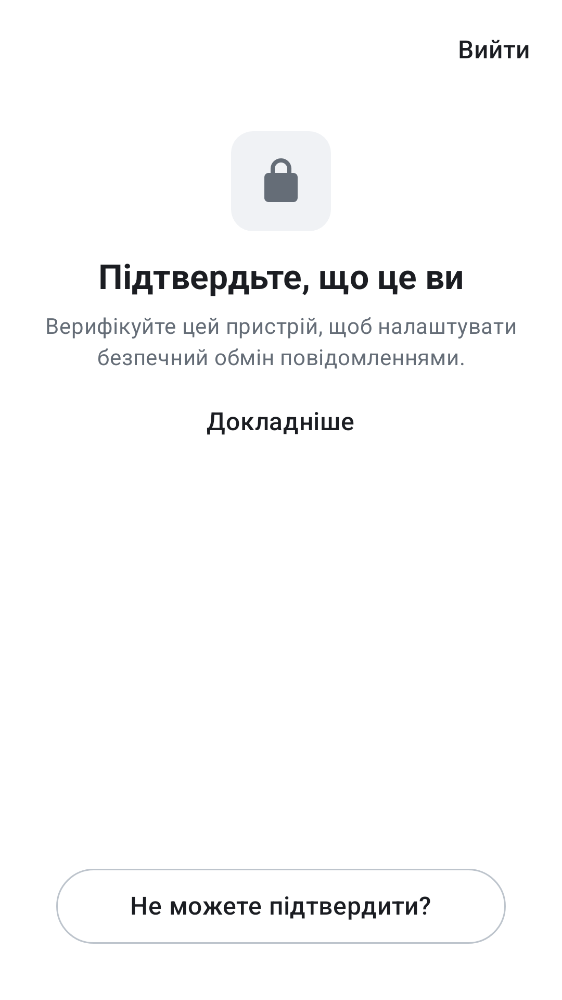 Вийти
Підтвердьте, що це ви
Верифікуйте цей пристрій, щоб налаштувати
безпечний обмін повідомленнями.
Докладніше
Не можете підтвердити?